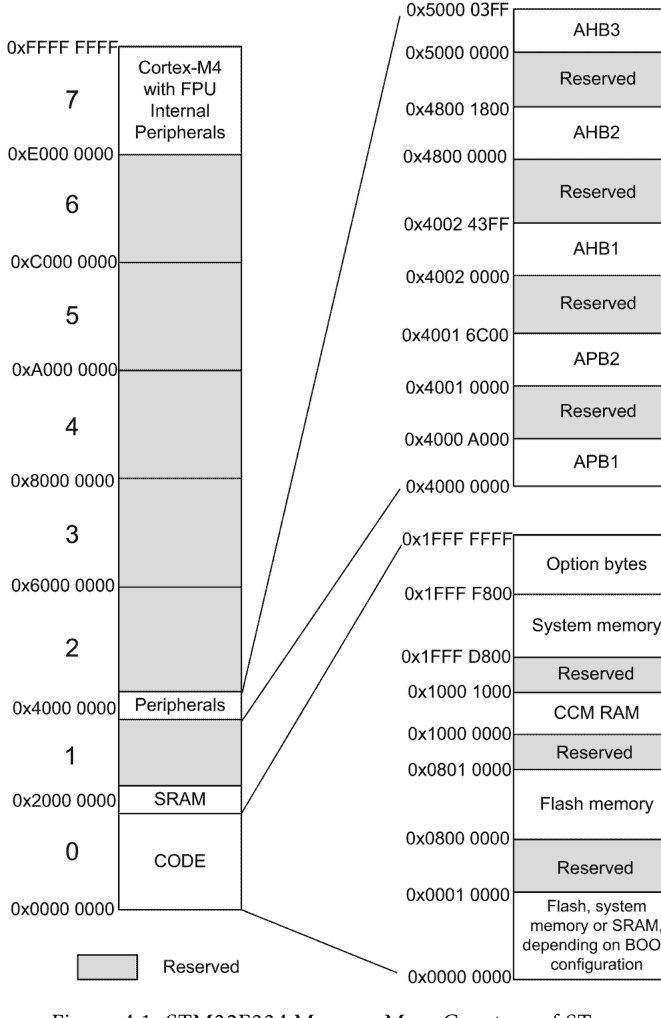 0xFFFF FFFF
7
Cortex-M4
with FPU
Internal
Peripherals
0xE000 0000
6
0xC000 0000
5
0xA000 0000
4
0x8000 0000
3
0x6000 0000
2
0x4000 0000
Peripherals
1
0x2000 0000
SRAM
0
CODE
0x0000 0000
Reserved
0x5000 03FF
AHB3
0x5000 0000
Reserved
0x4800 1800
AHB2
0x4800 0000
Reserved
0x4002 43FF
AHB1
0x4002 0000
Reserved
0x4001 6C00
APB2
0x4001 0000
Reserved
0x4000 A000
APB1
0x4000 0000
0x1FFF FFFF
Option bytes
0x1FFF F800
System memory
0x1FFF D800
Reserved
0x1000 1000
CCM RAM
0x1000 0000
Reserved
0x0801 0000
Flash memory
0x0800 0000
Reserved
0x0001 0000
Flash, system
memory or SRAM,
depending on BOO
configuration
0x0000 0000